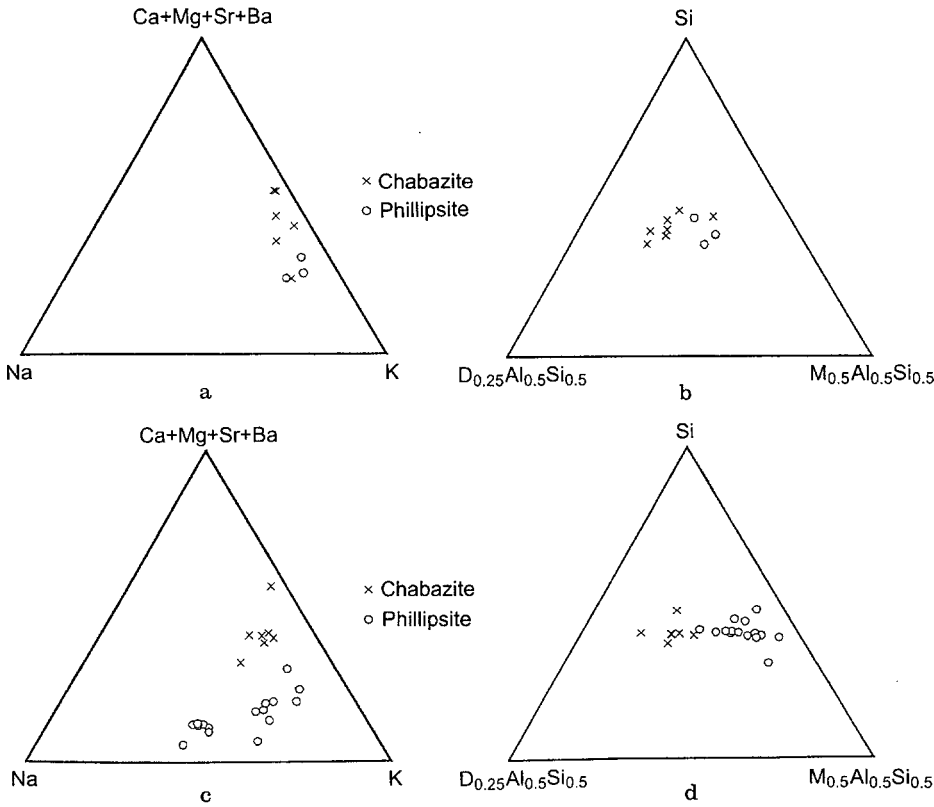 Ca+Mg+Sr+Ba
Si
× Chabazite
○ Phillipsite
Na
K
D0.25Al0.5Si0.5
M0.5Al0.5Si0.5
a
b
Ca+Mg+Sr+Ba
Si
× Chabazite
○ Phillipsite
Na
K
D0.25Al0.5Si0.5
M0.5Al0.5Si0.5
c
d